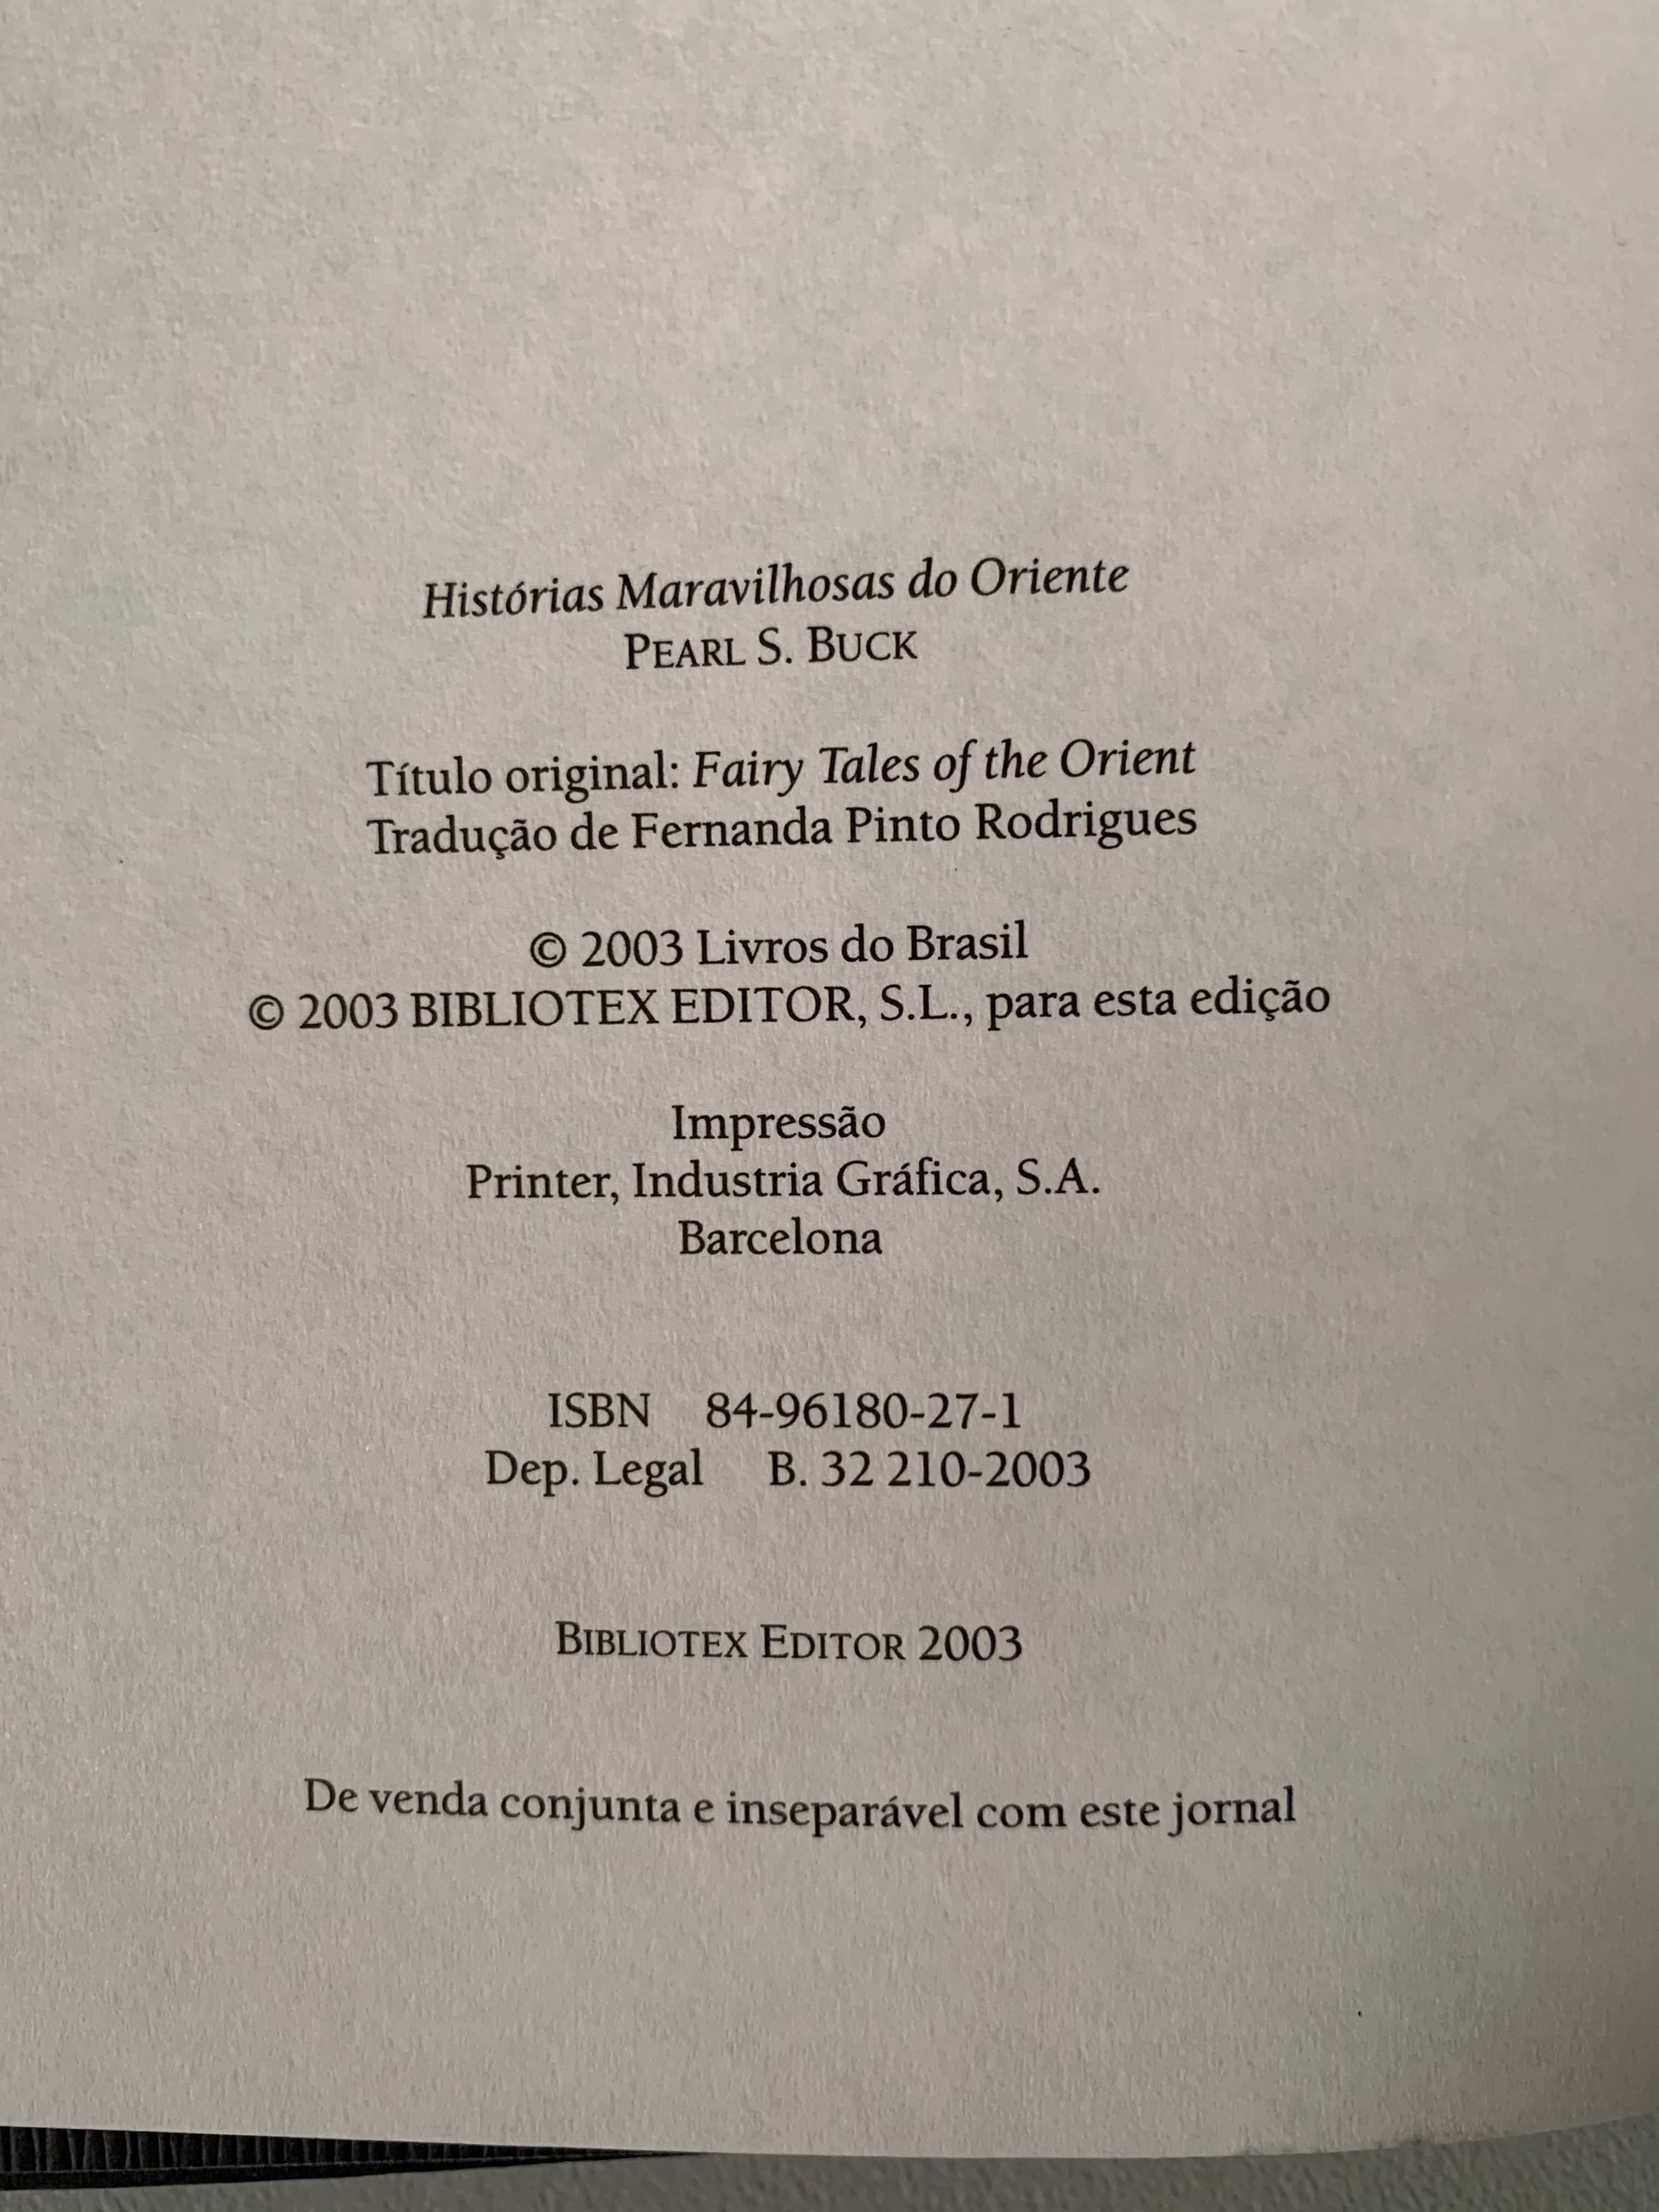 Histórias Maravilhosas do Oriente
PEARL S. BUCK
Título original: Fairy Tales of the Orient
Tradução de Fernanda Pinto Rodrigues
© 2003 Livros do Brasil
© 2003 BIBLIOTEX EDITOR, S.L., para esta edição
Impressão
Printer, Industria Gráfica, S.A.
Barcelona
ISBN 84-96180-27-1
Dep. Legal B. 32 210-2003
BIBLIOTEX EDITOR 2003
De venda conjunta e inseparável com este jornal